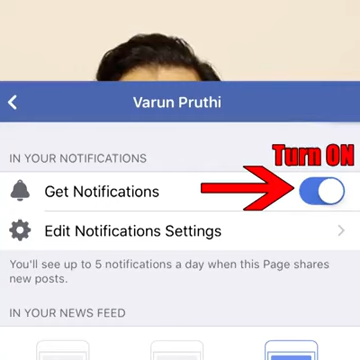 Varun Pruthi
IN YOUR NOTIFICATIONS
Turn ON
Get Notifications
Edit Notifications Settings
You'll see up to 5 notifications a day when this Page shares
new posts.
IN YOUR NEWS FEED